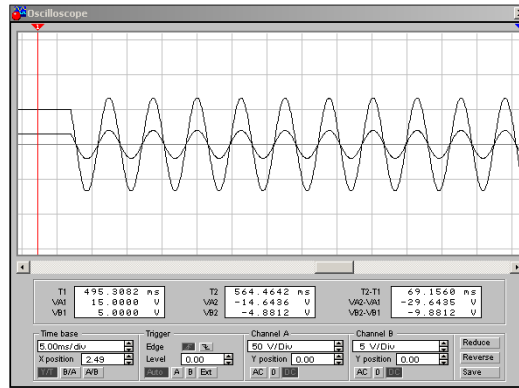 Oscilloscope
1
T1 495.3082 ms T2 564.4642 ms T2-T1 69.1560 ms
VA1 15.0000 V VA2 -14.6436 V VA2-VA1 -29.6435 V
VB1 5.0000 V VB2 -4.8812 V VB2-VB1 -9.8812 V
Time base Trigger Channel A Channel B
5.00ms/div Edge 50 V/Div 5 V/Div Reduce
X position 2.49 Level 0.00 Y position 0.00 Y position 0.00 Reverse
Y/T B/A A/B Auto A B Ext AC 0 DC AC 0 DC Save